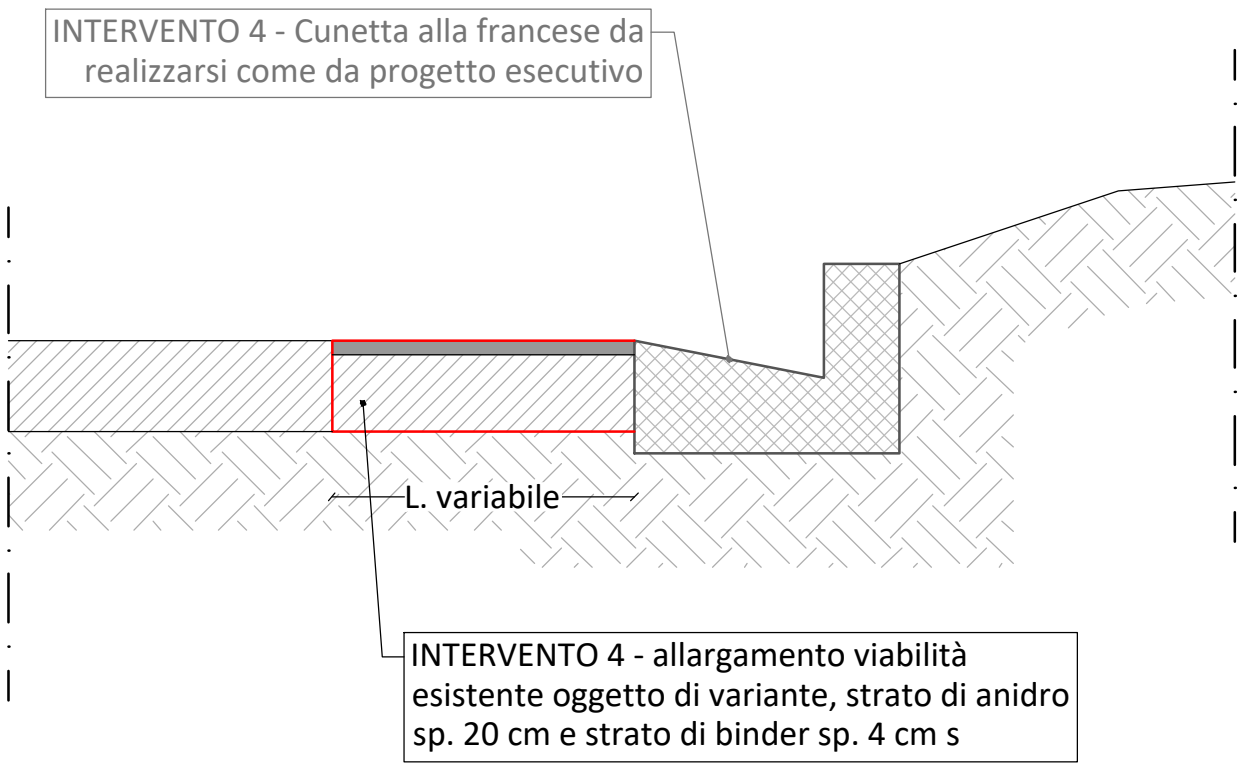 INTERVENTO 4 - Cunetta alla francese da
realizzarsi come da progetto esecutivo
L. variabile
INTERVENTO 4 - allargamento viabilità
esistente oggetto di variante, strato di anidro
sp. 20 cm e strato di binder sp. 4 cm s